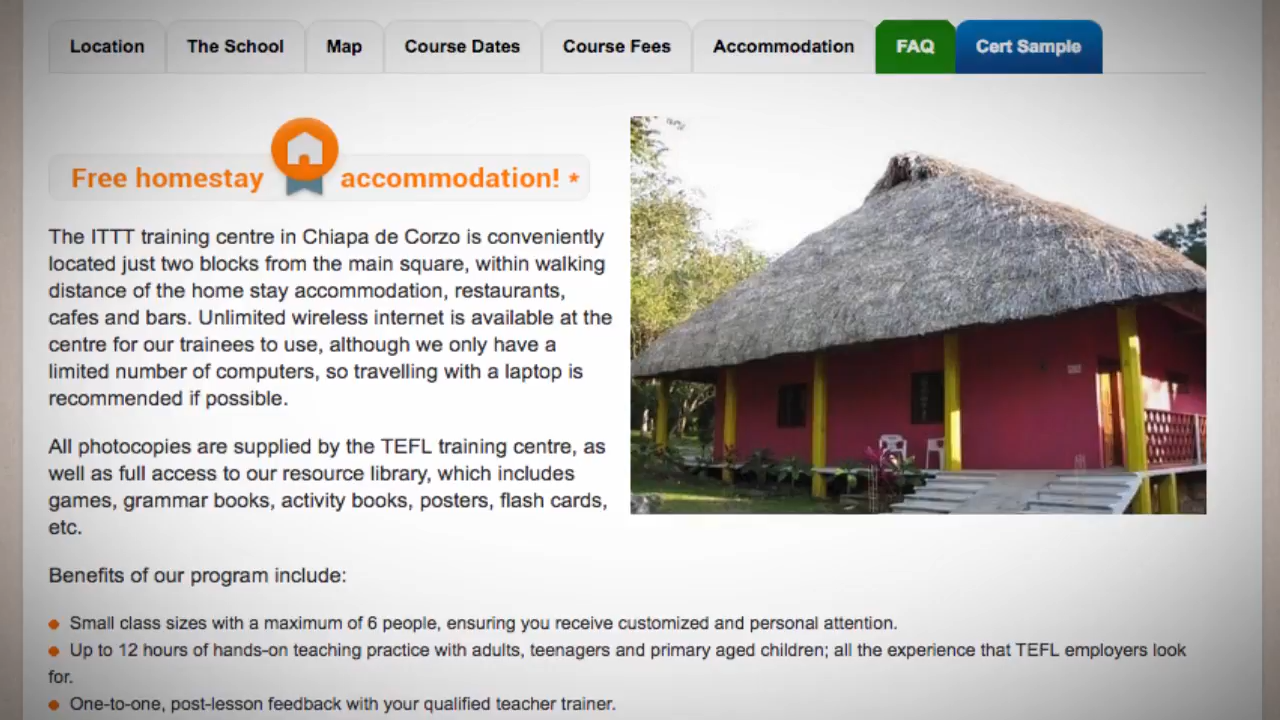 Location The School Map Course Dates Course Fees Accommodation FAQ Cert Sample
Free homestay accommodation! *
The ITTT training centre in Chiapa de Corzo is conveniently
located just two blocks from the main square, within walking
distance of the home stay accommodation, restaurants,
cafes and bars. Unlimited wireless internet is available at the
centre for our trainees to use, although we only have a
limited number of computers, so travelling with a laptop is
recommended if possible.
All photocopies are supplied by the TEFL training centre, as
well as full access to our resource library, which includes
games, grammar books, activity books, posters, flash cards,
etc.
Benefits of our program include:
Small class sizes with a maximum of 6 people, ensuring you receive customized and personal attention.
Up to 12 hours of hands-on teaching practice with adults, teenagers and primary aged children; all the experience that TEFL employers look
for.
One-to-one, post-lesson feedback with your qualified teacher trainer.